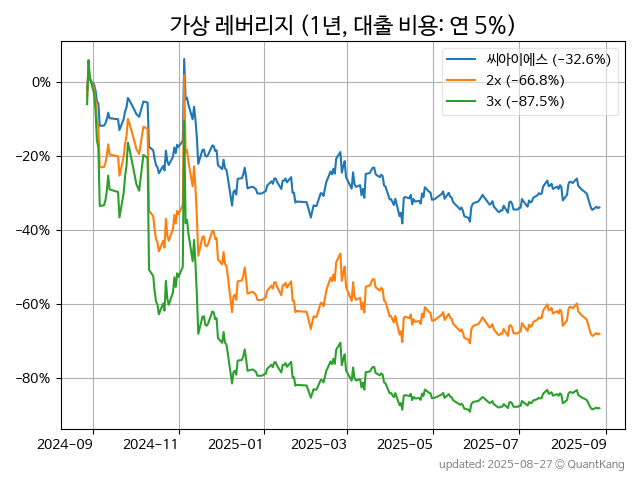 가상 레버리지 (1년, 대출 비용: 연 5%)
씨아이에스 (-32.6%)
2x (-66.8%)
3x (-87.5%)
0%
−20%
−40%
−60%
−80%
2024-09
2024-11
2025-01
2025-03
2025-05
2025-07
2025-09
updated: 2025-08-27 © QuantKang